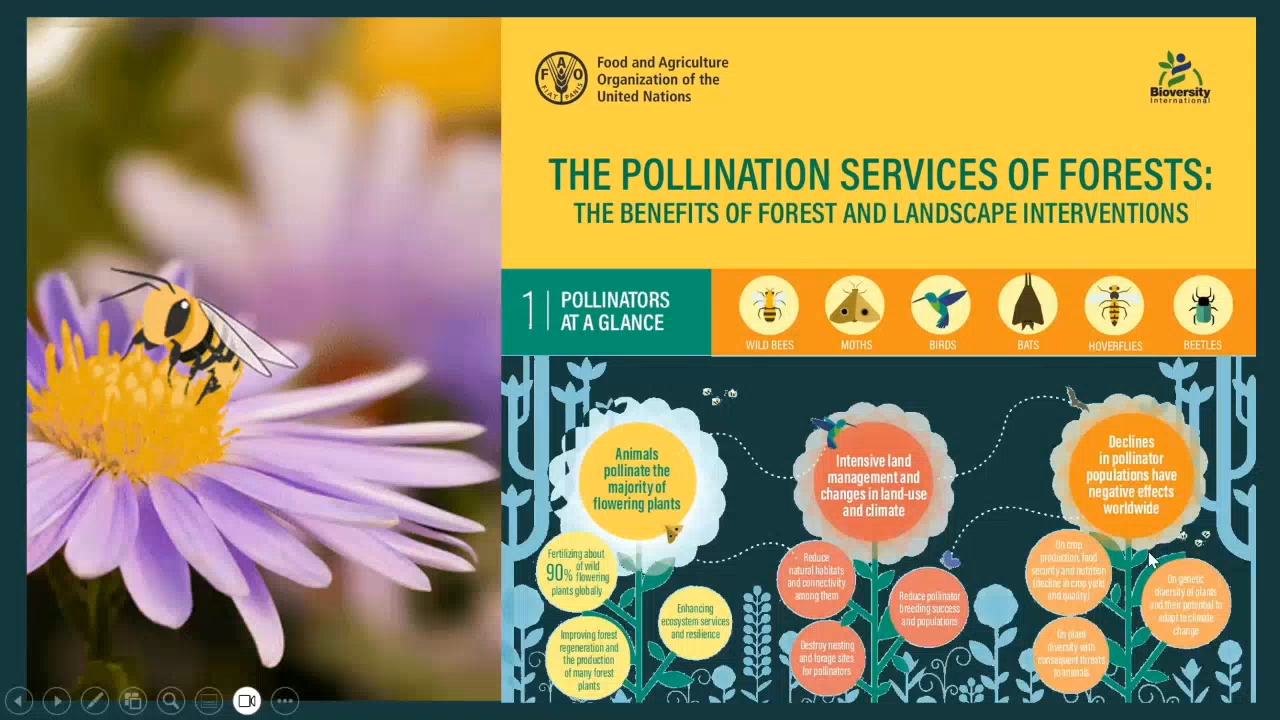 FAO
FIAT PANIS
Food and Agriculture
Organization of the
United Nations
Bioversity
International
THE POLLINATION SERVICES OF FORESTS:
THE BENEFITS OF FOREST AND LANDSCAPE INTERVENTIONS
1
POLLINATORS
AT A GLANCE
WILD BEES
MOTHS
BIRDS
BATS
HOVERFLIES
BEETLES
Animals
pollinate the
majority of
flowering plants
Fertilizing about
90% of wild
flowering
plants globally
Enhancing
ecosystem services
and resilience
Improving forest
regeneration and
the production
of many forest
plants
Intensive land
management and
changes in land-use
and climate
Reduce
natural habitats
and connectivity
among them
Reduce pollinator
breeding success
and populations
Destroy nesting
and forage sites
for pollinators
Declines
in pollinator
populations have
negative effects
worldwide
On crop
production, food
security and nutrition
(decline in crop yield
and quality)
On genetic
diversity of plants
and their potential to
adapt to climate
change
On plant
diversity with
consequent threats
to animals